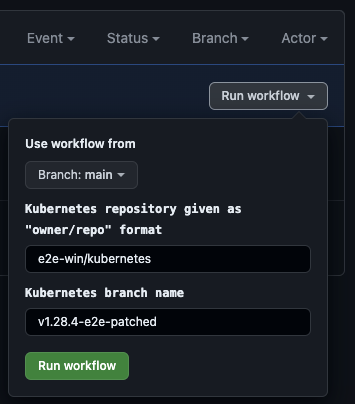 Event Status Branch Actor
Run workflow
Use workflow from
Branch: main
Kubernetes repository given as
"owner/repo" format
e2e-win/kubernetes
Kubernetes branch name
v1.28.4-e2e-patched
Run workflow